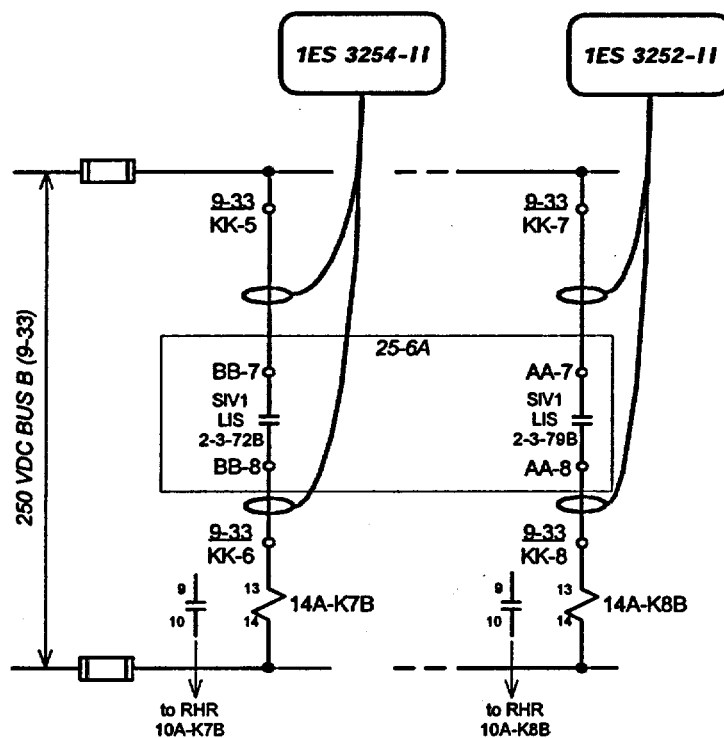 1ES 3254-II
1ES 3252-II
9-33
KK-5
9-33
KK-7
250 VDC BUS B (9-33)
25-6A
BB-7
SIV1
LIS
2-3-72B
BB-8
AA-7
SIV1
LIS
2-3-79B
AA-8
9-33
KK-6
9-33
KK-8
9
10
13
14
14A-K7B
9
10
13
14
14A-K8B
to RHR
10A-K7B
to RHR
10A-K8B